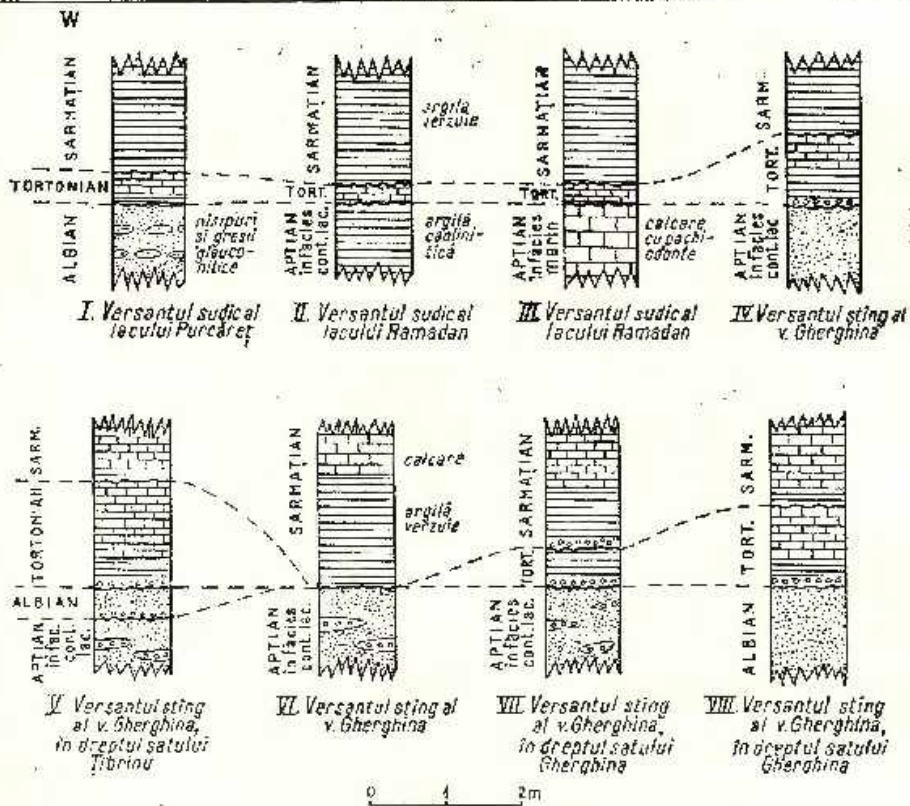 W
SARMAȚIAN
TORTONIAN
ALBIAN
nisipuri
și gresii
glauco-
nitice
I. Versantul sudic al
lacului Purcăreț
SARMAȚIAN
TORT.
APTIAN
in facies
cont. lac.
argilă
verzuie
argilă
caolini-
tică
II. Versantul sudic al
lacului Ramadan
SARMAȚIAN
TORT.
APTIAN
in facies
marin
calcare
cu pachi-
odonte
III. Versantul sudic al
lacului Ramadan
SARM.
TORT.
APTIAN
in facies
cont. lac.
IV. Versantul sting al
v. Gherghina
SARM.
TORTONIAN
ALBIAN
APTIAN
in fac.
cont.
lac.
V Versantul sting
al v. Gherghina,
în dreptul satului
Țibrinu
SARMAȚIAN
APTIAN
in facies
cont. lac.
calcare
argilă
verzuie
VI. Versantul sting al
v. Gherghina
SARMAȚIAN
TORT.
APTIAN
in facies
cont. lac.
VII. Versantul sting
al v. Gherghina,
în dreptul satului
Gherghina
SARM.
TORT.
ALBIAN
VIII. Versantul sting
al v. Gherghina,
în dreptul satului
Gherghina
0 1 2m